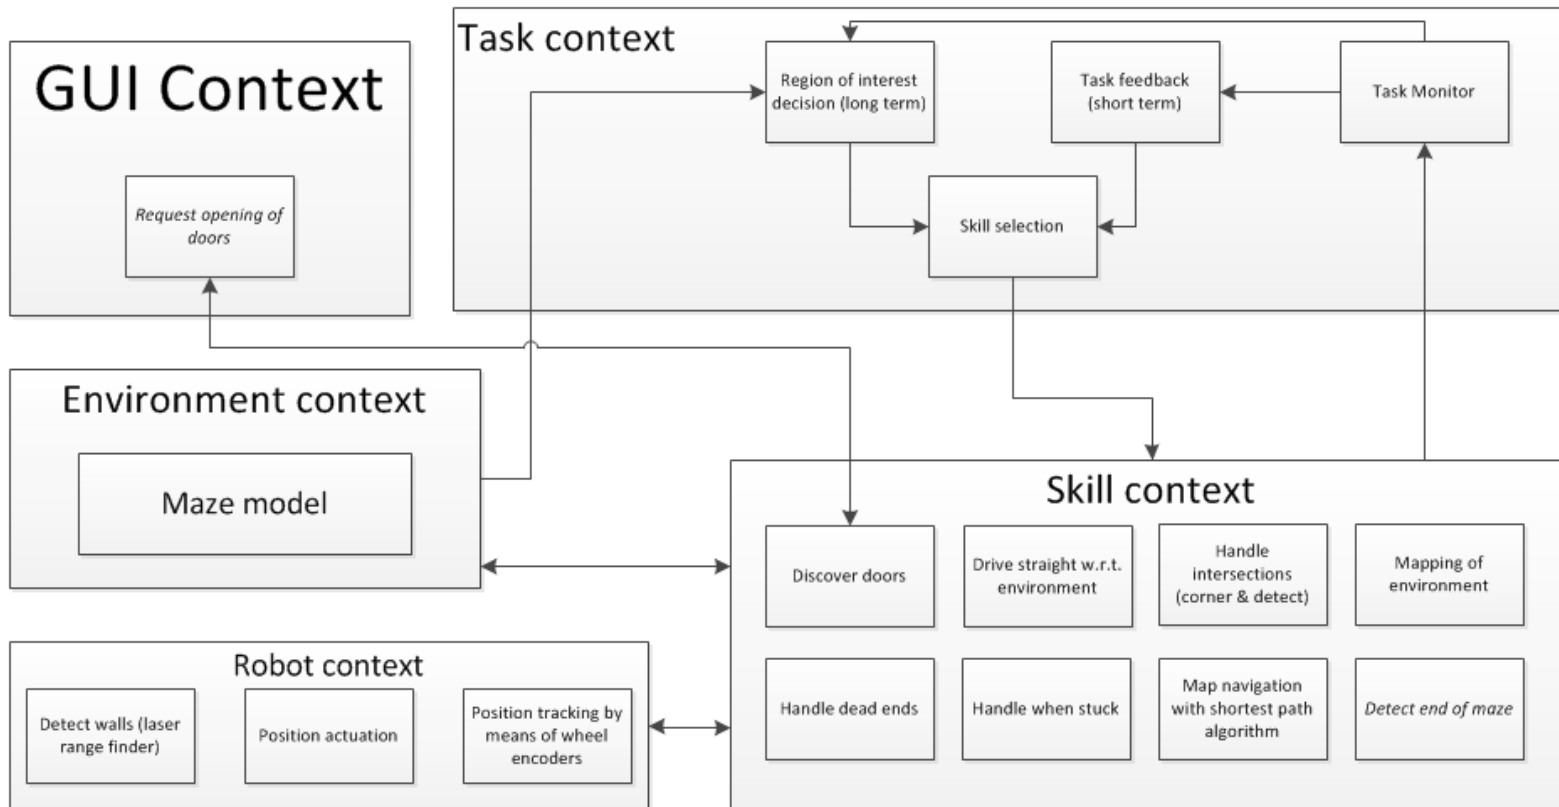 GUI Context
Request opening of
doors
Task context
Region of interest
decision (long term)
Task feedback
(short term)
Task Monitor
Skill selection
Environment context
Maze model
Robot context
Detect walls (laser
range finder)
Position actuation
Position tracking by
means of wheel
encoders
Skill context
Discover doors
Drive straight w.r.t.
environment
Handle
intersections
(corner & detect)
Mapping of
environment
Handle dead ends
Handle when stuck
Map navigation
with shortest path
algorithm
Detect end of maze